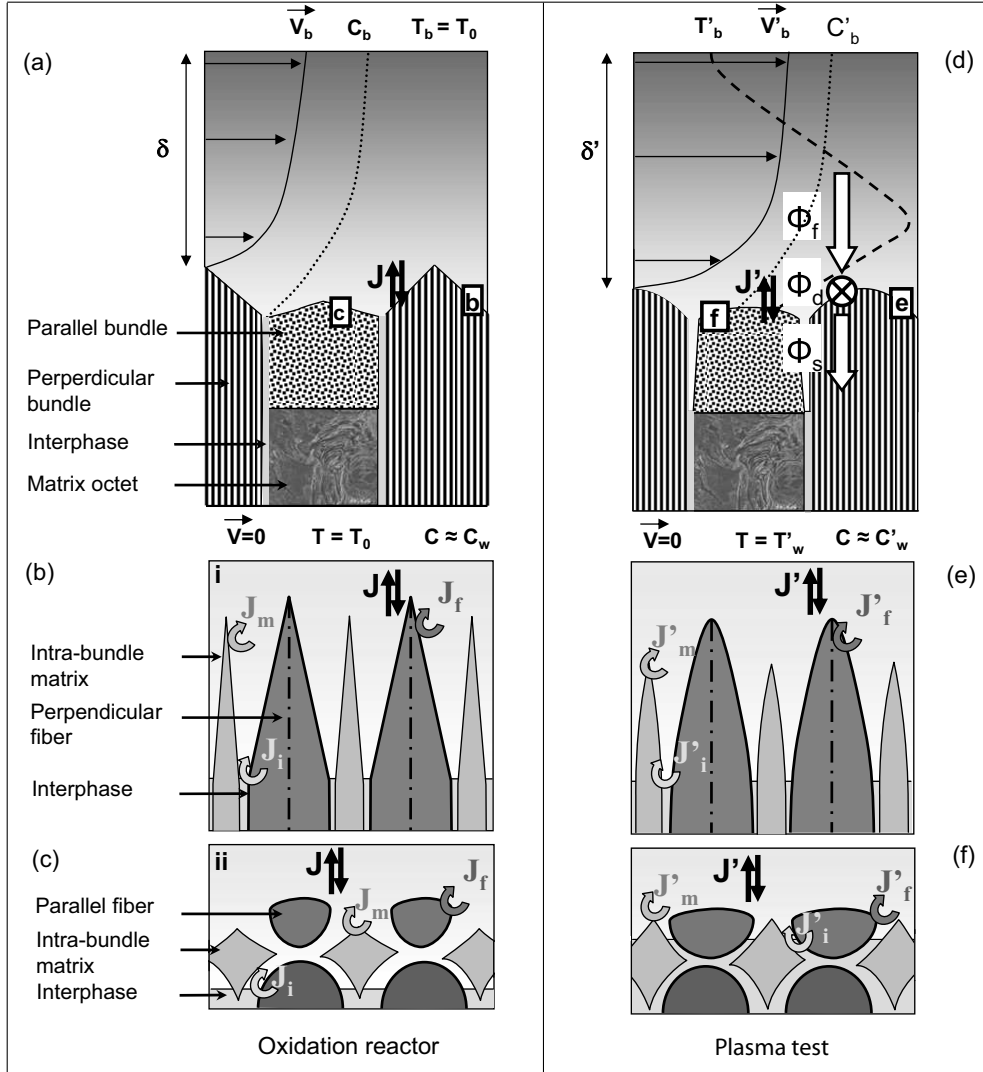 V_b C_b T_b = T_0
(a)
δ
J
c
b
Parallel bundle
Perperdicular
bundle
Interphase
Matrix octet
V=0 T = T_0 C ≈ C_w
(b)
i
J_m
J
J_f
Intra-bundle
matrix
Perpendicular
fiber
J_i
Interphase
(c)
ii
J
J_f
J_m
Parallel fiber
Intra-bundle
matrix
J_i
Interphase
Oxidation reactor
T'_b V'_b C'_b
(d)
δ'
Φ_f
J'
Φ_d
f
e
Φ_s
V=0 T = T'_w C ≈ C'_w
(e)
J'
J'_f
J'_m
J'_i
(f)
J'_m
J'
J'_f
J'_i
Plasma test